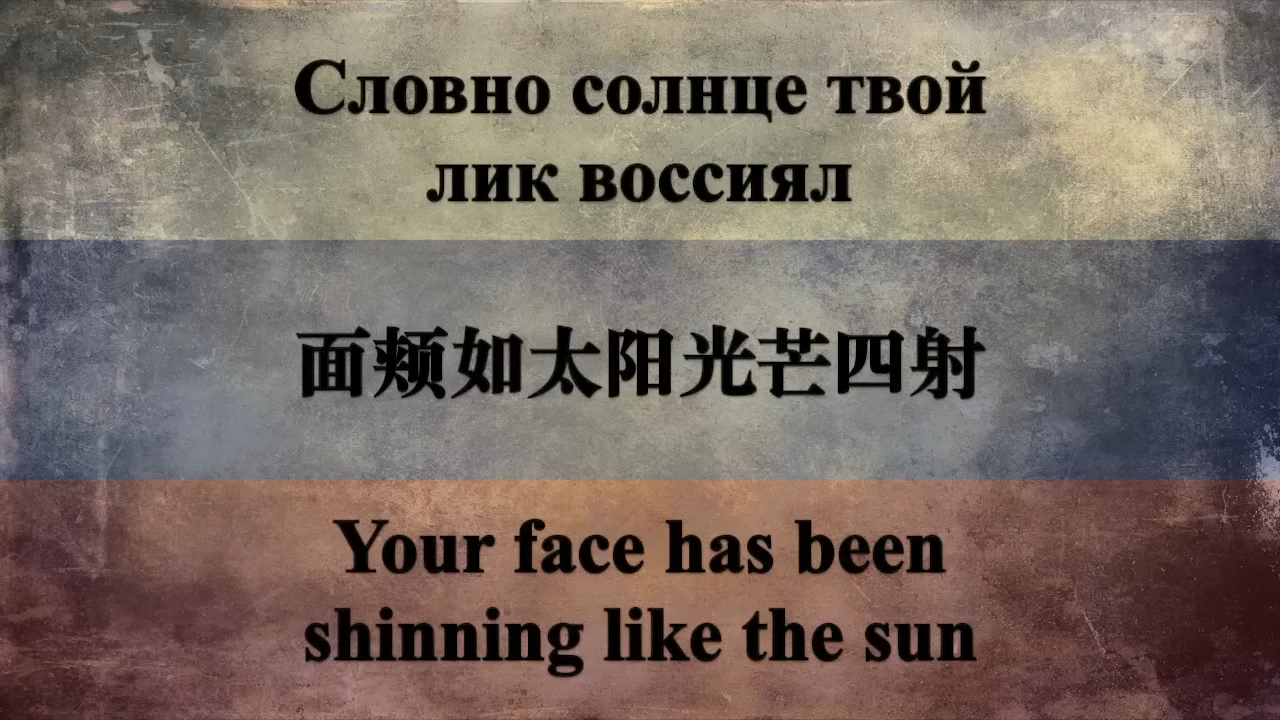 Словно солнце твой
лик воссиял
面颊如太阳光芒四射
Your face has been
shinning like the sun